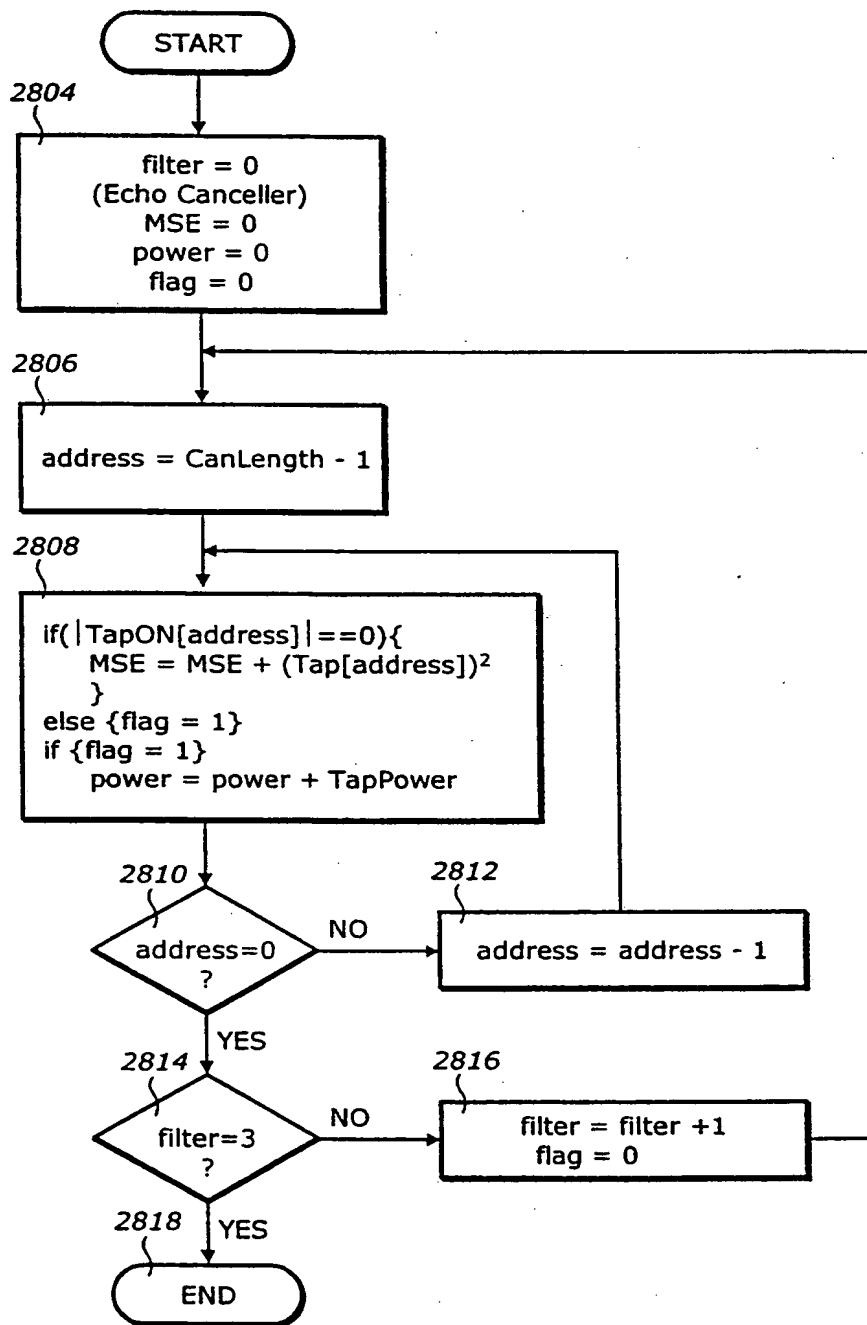 START
2804
filter = 0
(Echo Canceller)
MSE = 0
power = 0
flag = 0
2806
address = CanLength - 1
2808
if(|TapON[address]|==0){
MSE = MSE + (Tap[address])²
}
else {flag = 1}
if {flag = 1}
power = power + TapPower
2810
address=0
?
NO
2812
address = address - 1
YES
2814
filter=3
?
NO
2816
filter = filter +1
flag = 0
YES
2818
END